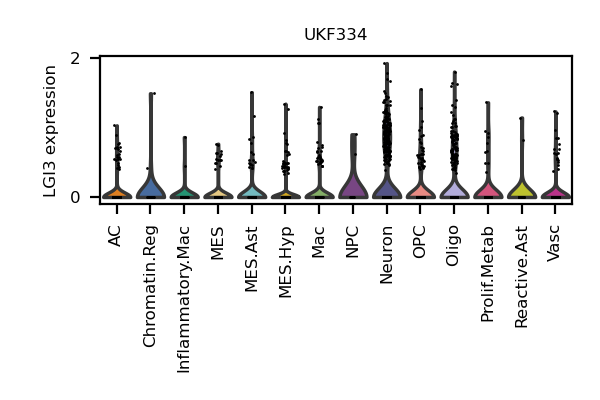 UKF334
LGI3 expression
2
0
AC
Chromatin.Reg
Inflammatory.Mac
MES
MES.Ast
MES.Hyp
Mac
NPC
Neuron
OPC
Oligo
Prolif.Metab
Reactive.Ast
Vasc